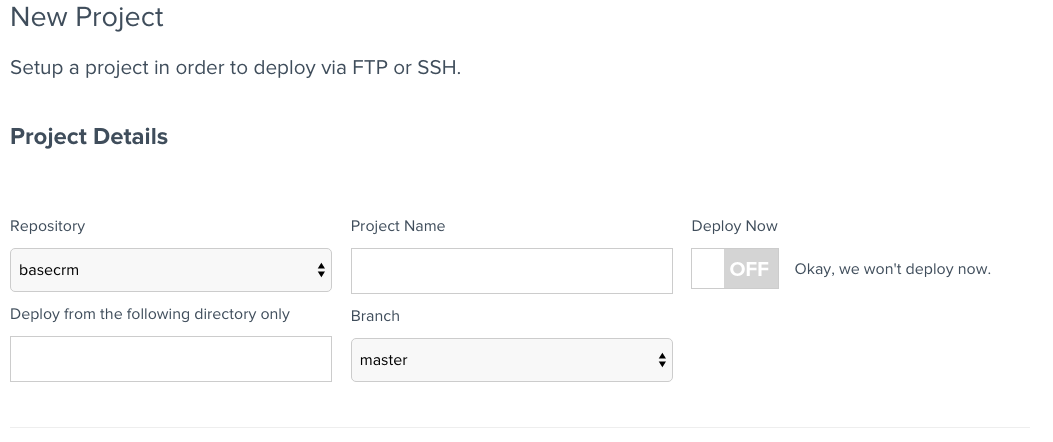 New Project
Setup a project in order to deploy via FTP or SSH.
Project Details
Repository
basecrm
Project Name
Deploy Now
OFF
Okay, we won't deploy now.
Deploy from the following directory only
Branch
master